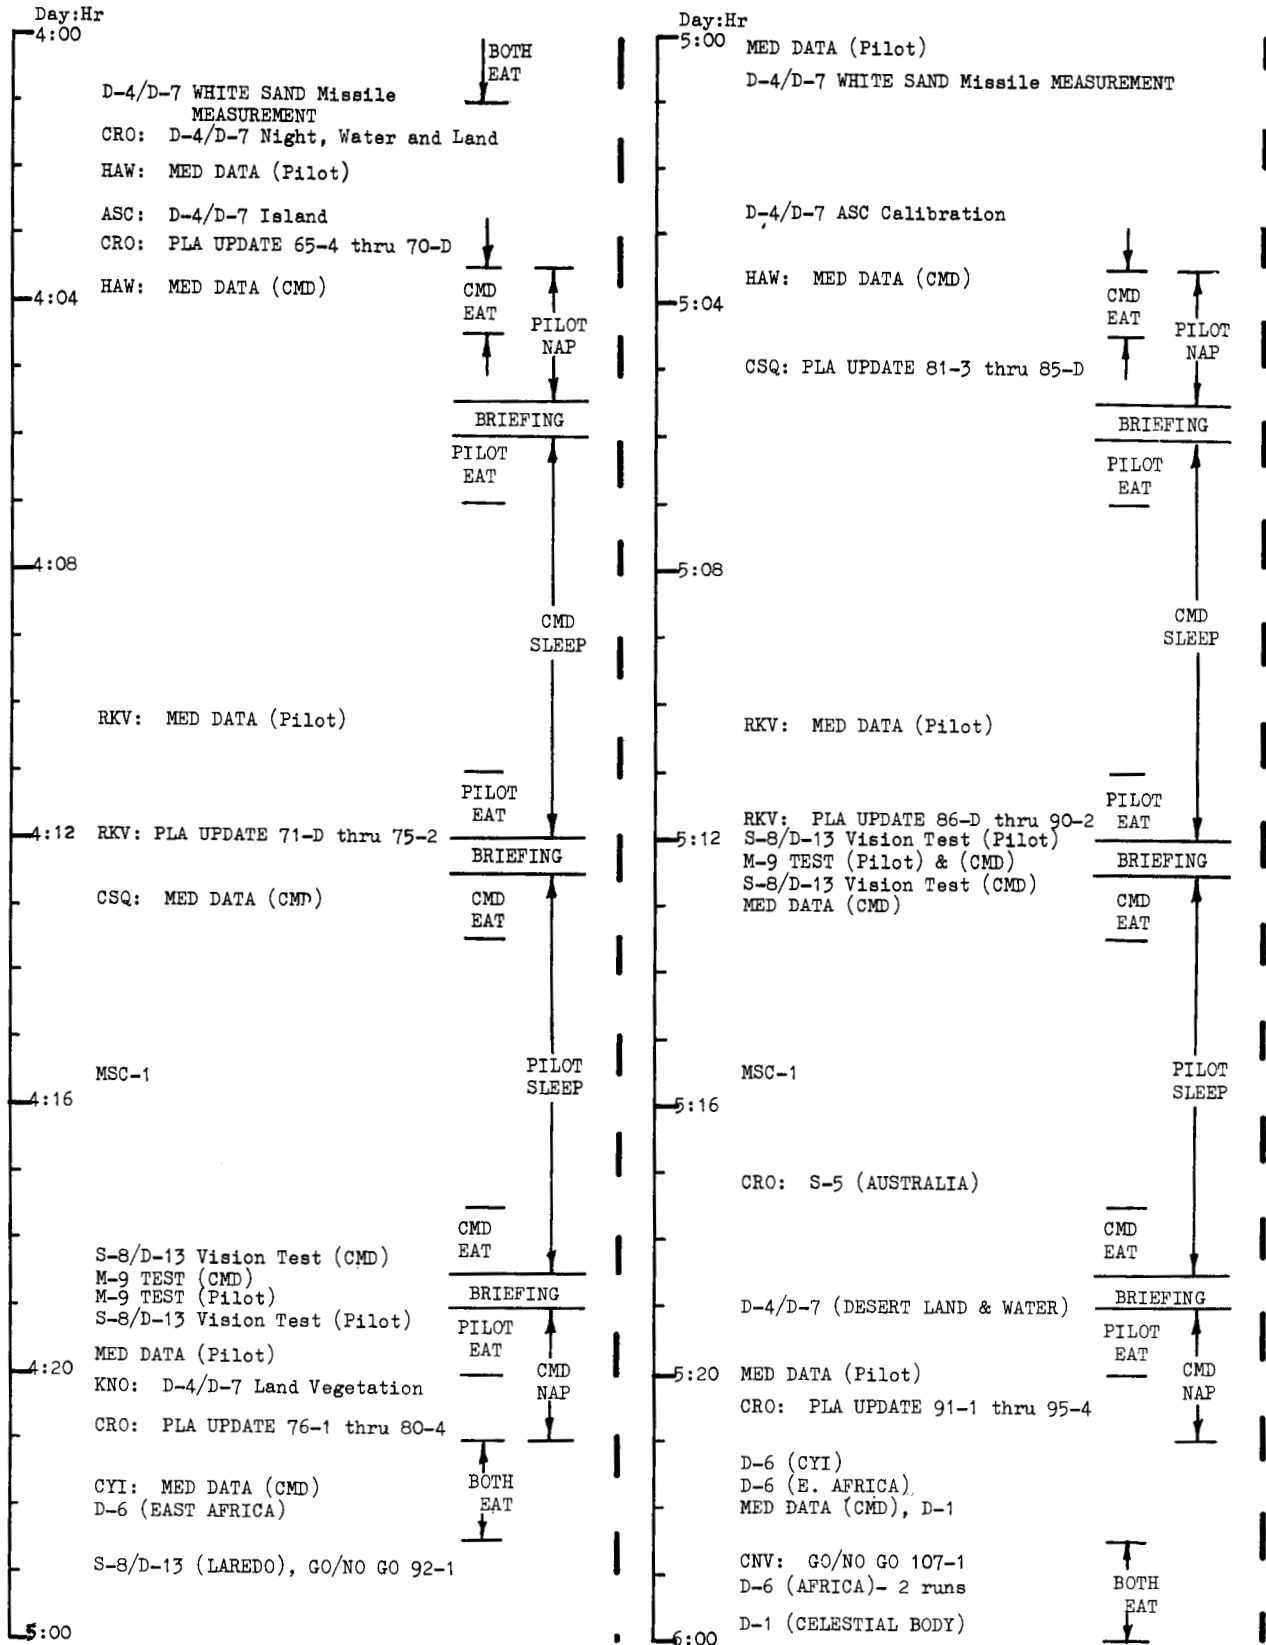 Day:Hr
4:00
BOTH
EAT
D-4/D-7 WHITE SAND Missile
MEASUREMENT
CRO: D-4/D-7 Night, Water and Land
HAW: MED DATA (Pilot)
ASC: D-4/D-7 Island
CRO: PLA UPDATE 65-4 thru 70-D
HAW: MED DATA (CMD)
4:04
CMD
EAT
PILOT
NAP
BRIEFING
PILOT
EAT
4:08
CMD
SLEEP
RKV: MED DATA (Pilot)
PILOT
EAT
4:12
RKV: PLA UPDATE 71-D thru 75-2
BRIEFING
CSQ: MED DATA (CMD)
CMD
EAT
MSC-1
PILOT
SLEEP
4:16
CMD
EAT
S-8/D-13 Vision Test (CMD)
M-9 TEST (CMD)
M-9 TEST (Pilot)
BRIEFING
S-8/D-13 Vision Test (Pilot)
PILOT
EAT
MED DATA (Pilot)
4:20
KNO: D-4/D-7 Land Vegetation
CMD
NAP
CRO: PLA UPDATE 76-1 thru 80-4
CYI: MED DATA (CMD)
D-6 (EAST AFRICA)
BOTH
EAT
S-8/D-13 (LAREDO), GO/NO GO 92-1
5:00
Day:Hr
5:00
MED DATA (Pilot)
D-4/D-7 WHITE SAND Missile MEASUREMENT
D-4/D-7 ASC Calibration
HAW: MED DATA (CMD)
5:04
CMD
EAT
PILOT
NAP
CSQ: PLA UPDATE 81-3 thru 85-D
BRIEFING
PILOT
EAT
5:08
CMD
SLEEP
RKV: MED DATA (Pilot)
PILOT
EAT
RKV: PLA UPDATE 86-D thru 90-2
5:12
S-8/D-13 Vision Test (Pilot)
M-9 TEST (Pilot) & (CMD)
BRIEFING
S-8/D-13 Vision Test (CMD)
MED DATA (CMD)
CMD
EAT
MSC-1
PILOT
SLEEP
5:16
CRO: S-5 (AUSTRALIA)
CMD
EAT
D-4/D-7 (DESERT LAND & WATER)
BRIEFING
PILOT
EAT
5:20
MED DATA (Pilot)
CMD
NAP
CRO: PLA UPDATE 91-1 thru 95-4
D-6 (CYI)
D-6 (E. AFRICA)
MED DATA (CMD), D-1
CNV: GO/NO GO 107-1
D-6 (AFRICA)- 2 runs
BOTH
EAT
D-1 (CELESTIAL BODY)
6:00